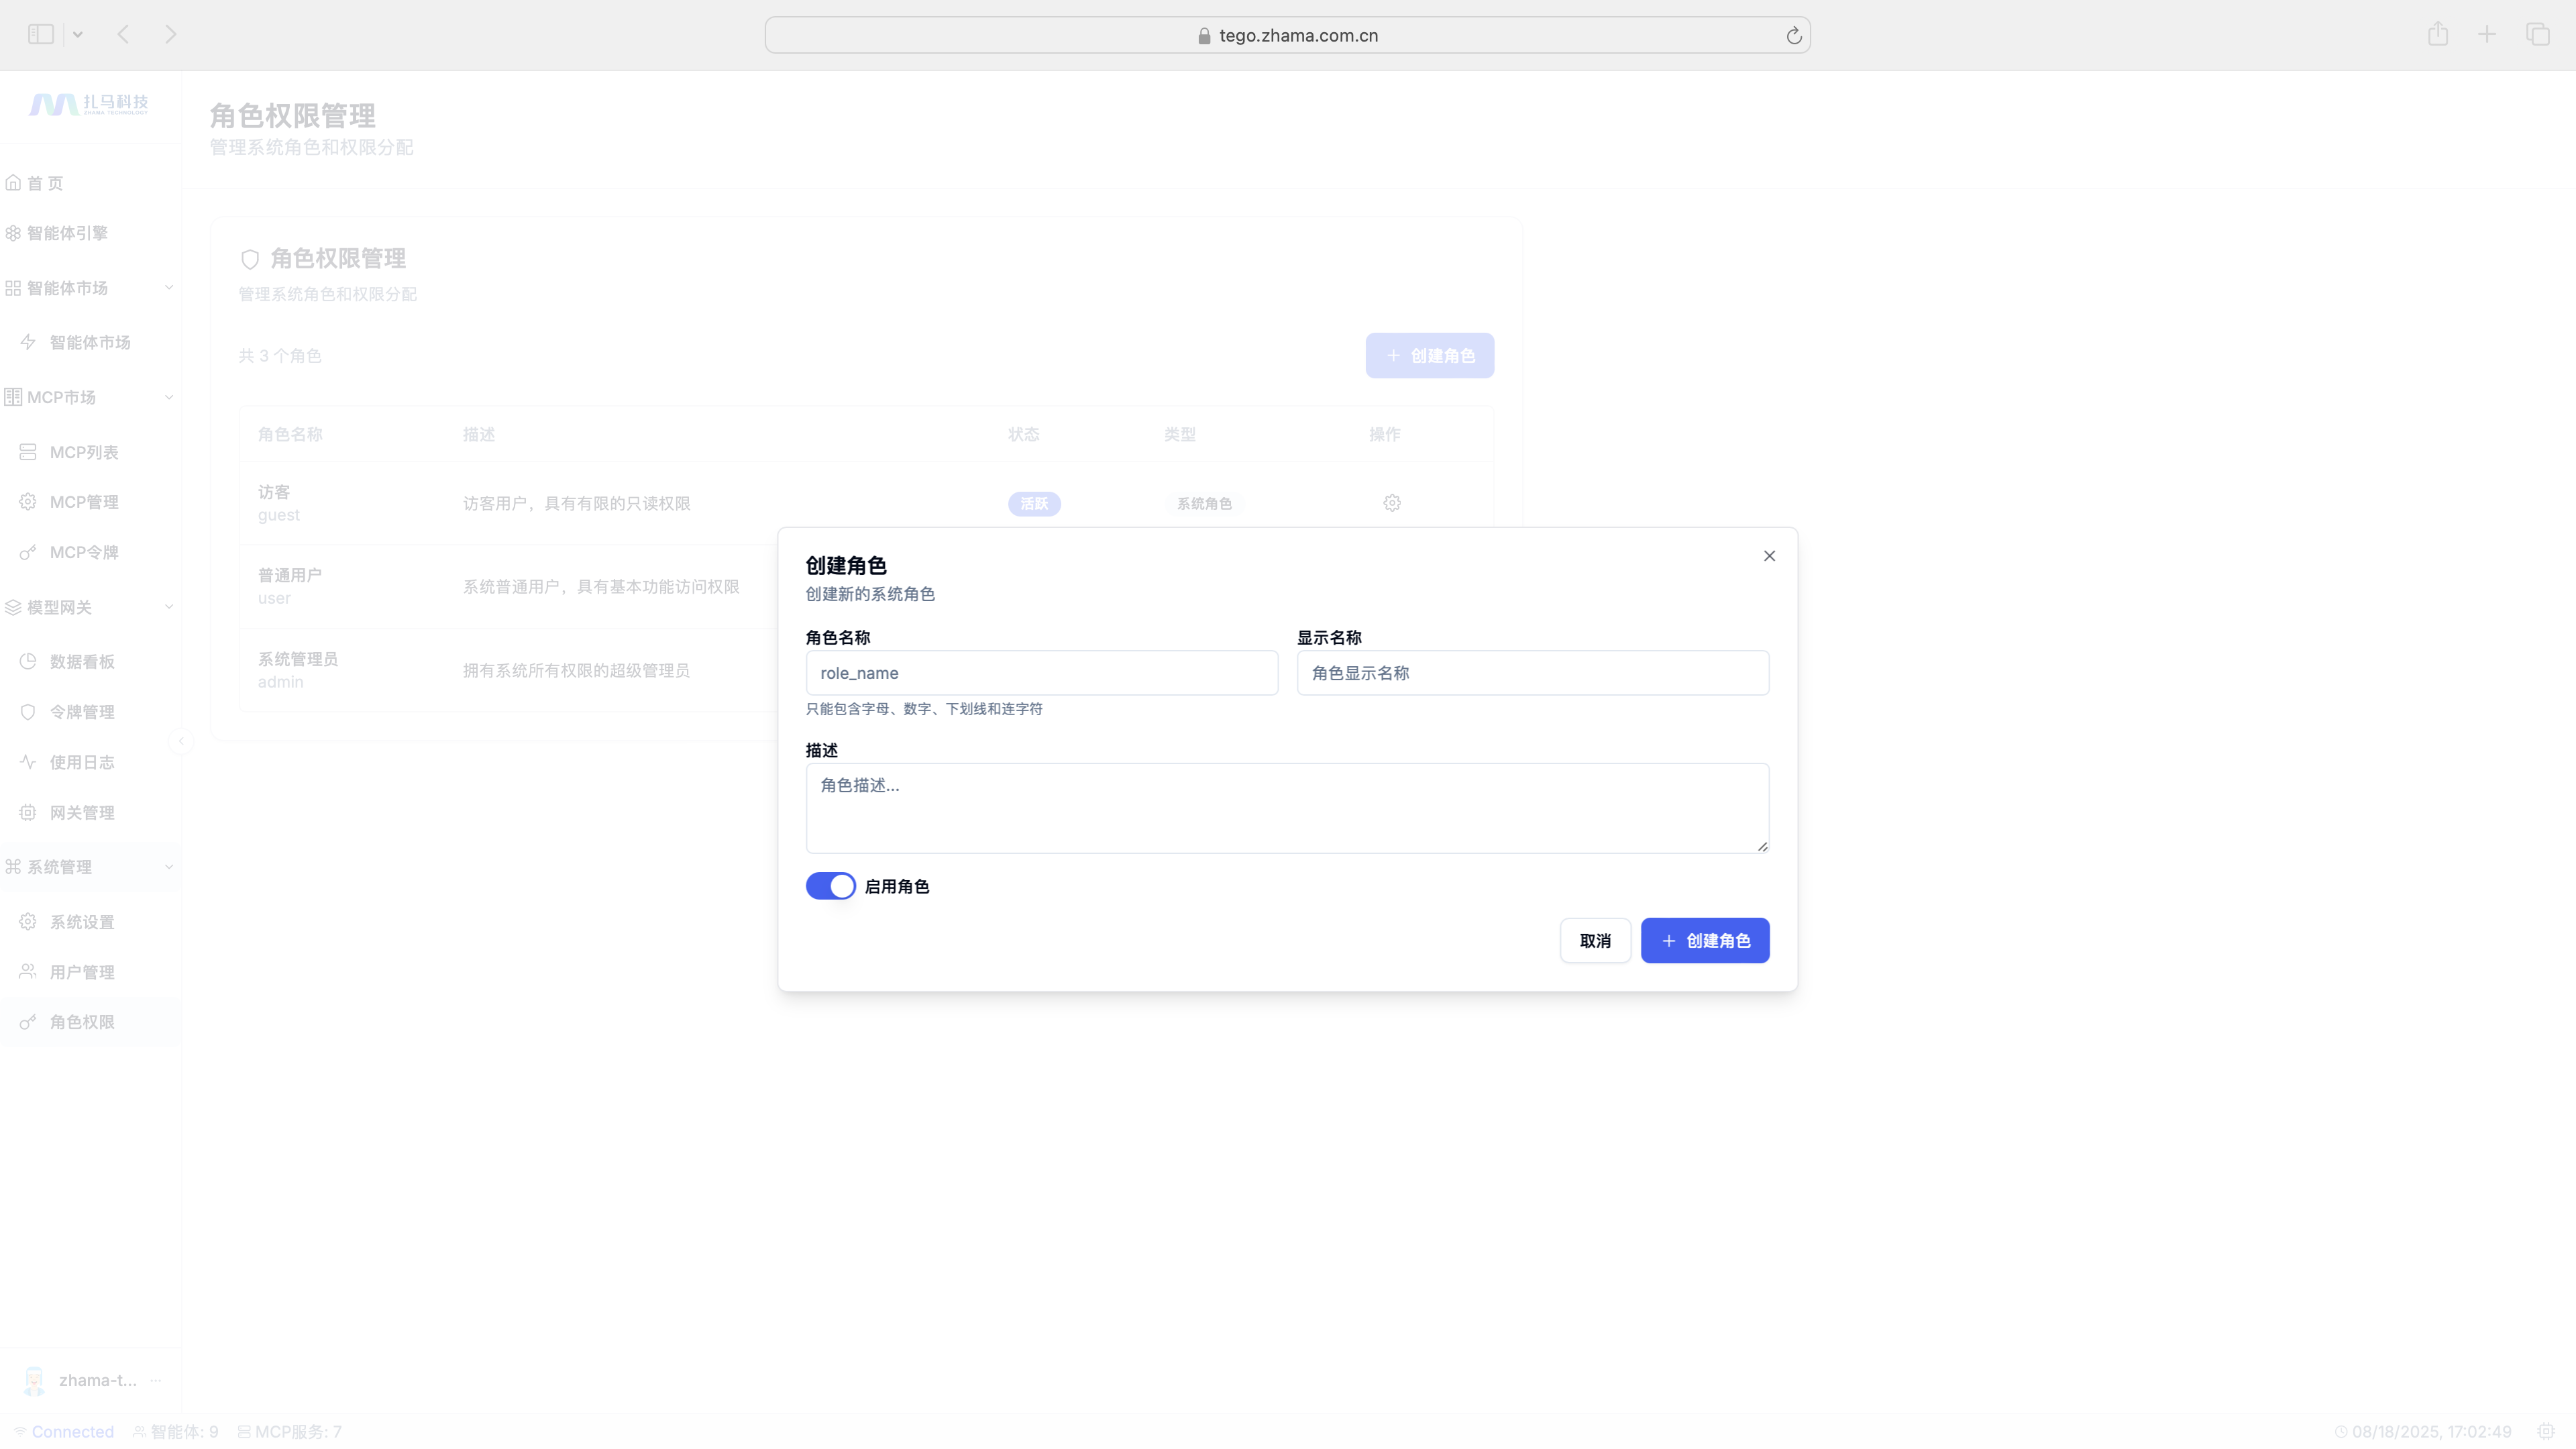 tego.zhama.com.cn
扎马科技
ZHAMA TECHNOLOGY
首 页
智能体引擎
智能体市场
智能体市场
MCP市场
MCP列表
MCP管理
MCP令牌
模型网关
数据看板
令牌管理
使用日志
网关管理
系统管理
系统设置
用户管理
角色权限
zhama-t...
角色权限管理
管理系统角色和权限分配
角色权限管理
管理系统角色和权限分配
共 3 个角色
创建角色
角色名称 描述 状态 类型 操作
访客
guest
访客用户，具有有限的只读权限 活跃 系统角色
普通用户
user
系统普通用户，具有基本功能访问权限
系统管理员
admin
拥有系统所有权限的超级管理员
创建角色
创建新的系统角色
角色名称 显示名称
role_name 角色显示名称
只能包含字母、数字、下划线和连字符
描述
角色描述...
启用角色
取消 创建角色
Connected 智能体: 9 MCP服务: 7 08/18/2025, 17:02:49